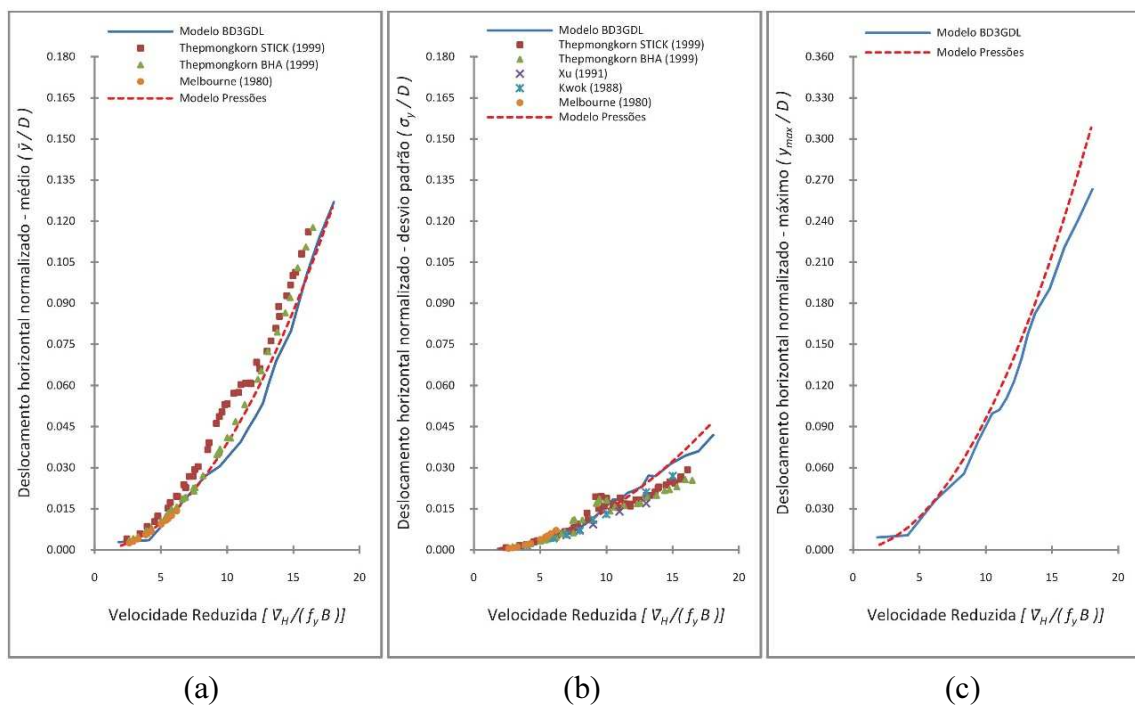 Modelo BD3GDL
Thepmongkorn STICK (1999)
Thepmongkorn BHA (1999)
Melbourne (1980)
Modelo Pressões
Deslocamento horizontal normalizado - médio ( ȳ / D )
0.180
0.165
0.150
0.135
0.120
0.105
0.090
0.075
0.060
0.045
0.030
0.015
0.000
0 5 10 15 20
Velocidade Reduzida [ V̄H /( fy B )]
(a)
Modelo BD3GDL
Thepmongkorn STICK (1999)
Thepmongkorn BHA (1999)
Xu (1991)
Kwok (1988)
Melbourne (1980)
Modelo Pressões
Deslocamento horizontal normalizado - desvio padrão ( σy / D )
0.180
0.165
0.150
0.135
0.120
0.105
0.090
0.075
0.060
0.045
0.030
0.015
0.000
0 5 10 15 20
Velocidade Reduzida [ V̄H /( fy B )]
(b)
Modelo BD3GDL
Modelo Pressões
Deslocamento horizontal normalizado - máximo ( ymax / D )
0.360
0.330
0.300
0.270
0.240
0.210
0.180
0.150
0.120
0.090
0.060
0.030
0.000
0 5 10 15 20
Velocidade Reduzida [ V̄H /( fy B )]
(c)